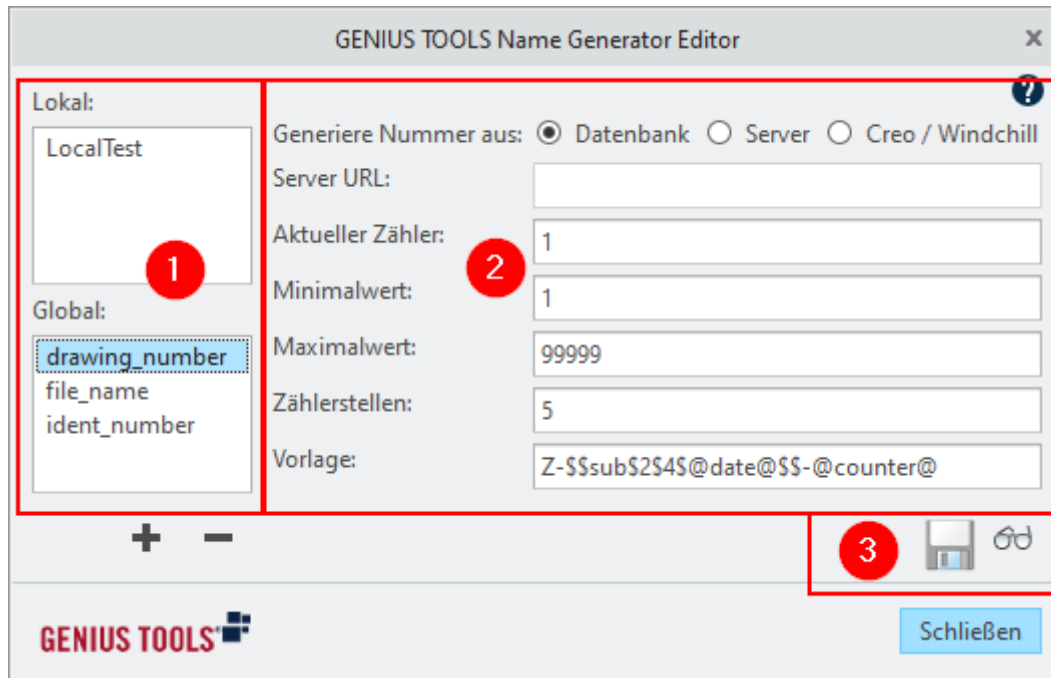 GENIUS TOOLS Name Generator Editor
Lokal:
LocalTest
1
Global:
drawing_number
file_name
ident_number
?
Generiere Nummer aus: Datenbank Server Creo / Windchill
Server URL:
Aktueller Zähler: 1
2
Minimalwert: 1
Maximalwert: 99999
Zählerstellen: 5
Vorlage: Z-$$sub$2$4$@date@$$-@counter@
3
GENIUS TOOLS
Schließen